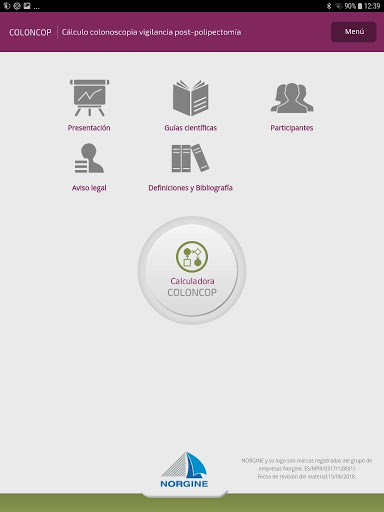 ... 90% 12:39
COLONCOP Cálculo colonoscopia vigilancia post-polipectomía Menú
Presentación Guías científicas Participantes
Aviso legal Definiciones y Bibliografía
Calculadora
COLONCOP
NORGINE
NORGINE y su logo son marcas registradas del grupo de
empresas Norgine. ES/MPR/0317/1280(1)
Fecha de revisión del material:15/06/2018